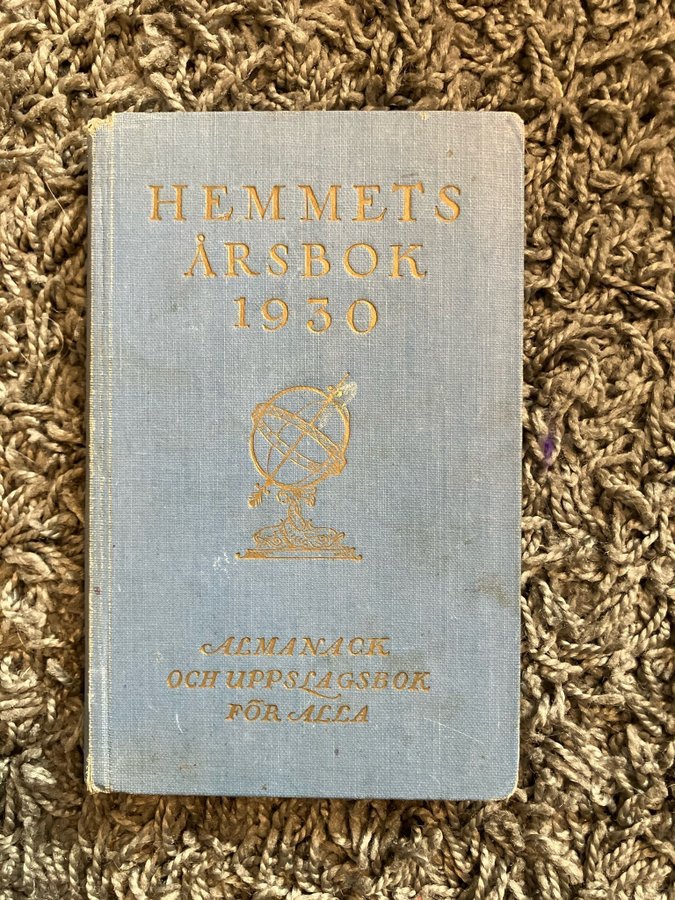 HEMMETS
ÅRSBOK
1930
ALMANACK
OCH UPPSLAGSBOK
FÖR ALLA